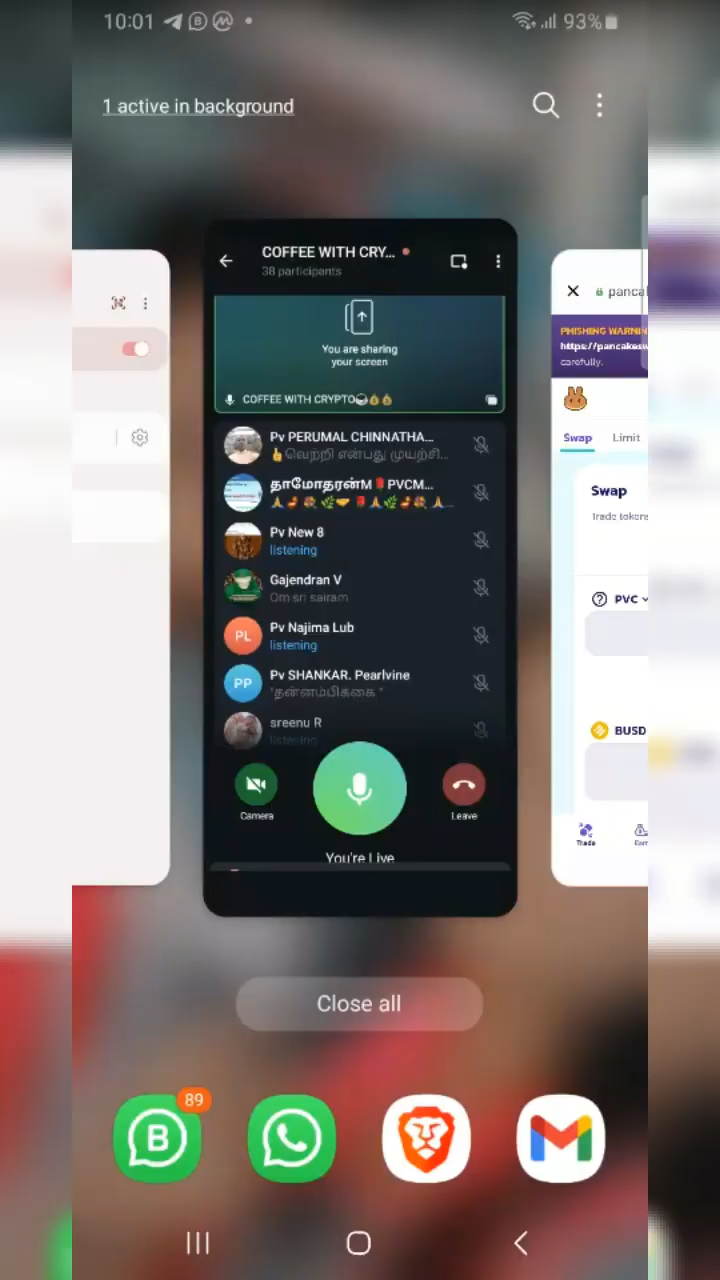 10:01
93%
1 active in background
COFFEE WITH CRY...
38 participants
You are sharing
your screen
COFFEE WITH CRYPTO☕💰💰
Pv PERUMAL CHINNATHA...
👆வெற்றி என்பது முயற்சி...
தாமோதரன்M🌹PVCM...
Pv New 8
listening
Gajendran V
Om sri sairam
PL
Pv Najima Lub
listening
PP
Pv SHANKAR. Pearlvine
"தன்னம்பிக்கை "
sreenu R
listening
Camera
Leave
You're Live
panca
PHISHING WARNIN
https://pancakesw
carefully.
Swap
Limit
Swap
Trade tokens
PVC
BUSD
Trade
Earn
Close all
89
B